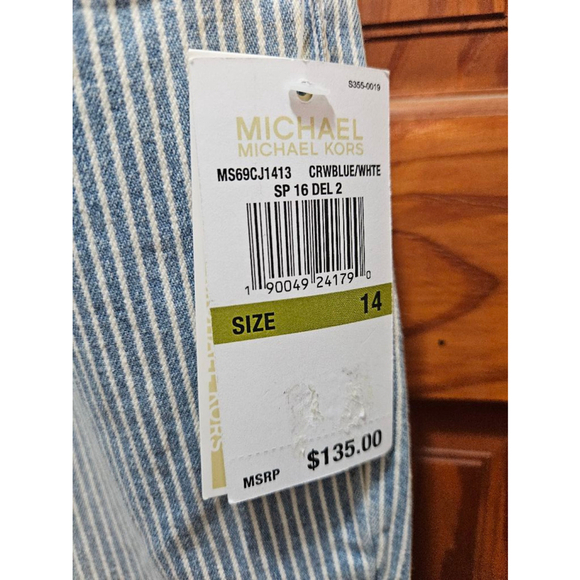 S355-0019
MICHAEL
MICHAEL KORS
MS69CJ1413 CRWBLUE/WHTE
SP 16 DEL 2
1 90049 24179 0
SIZE 14
MSRP $135.00